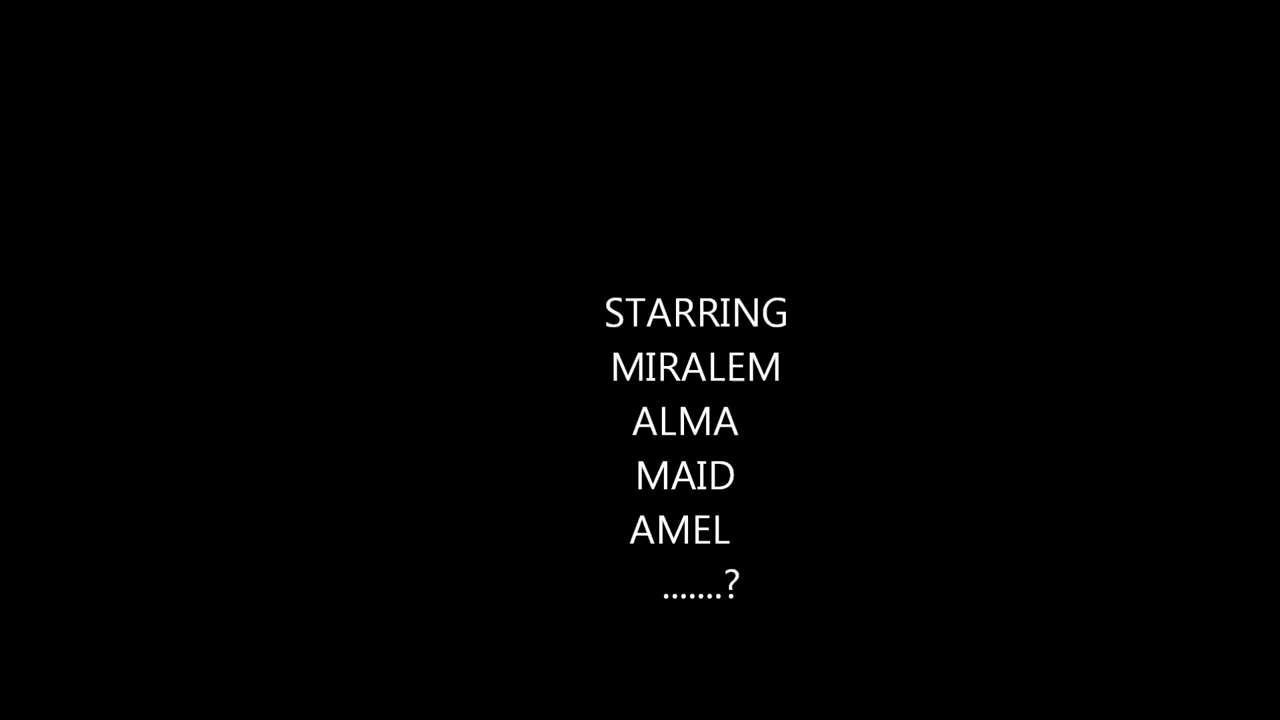 STARRING
MIRALEM
ALMA
MAID
AMEL
.......?